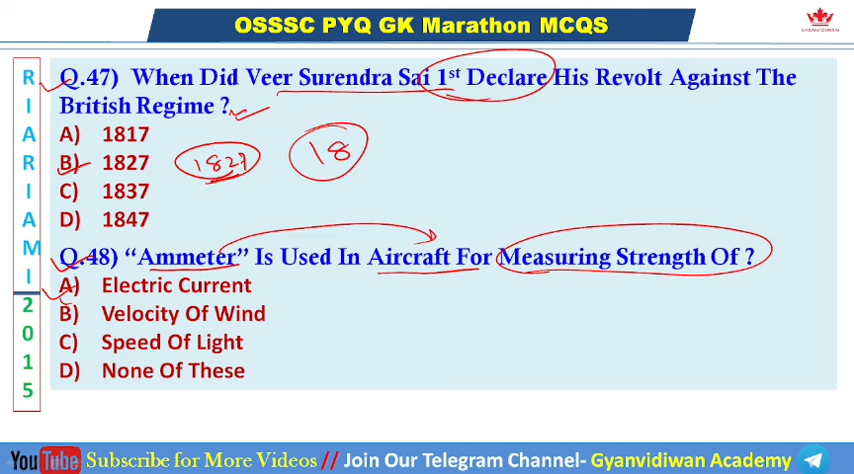 OSSSC PYQ GK Marathon MCQS
GYANVIDIWAN
RIARIAMI 2015
Q.47) When Did Veer Surendra Sai 1st Declare His Revolt Against The
British Regime ?
A) 1817
B) 1827 1827 18
C) 1837
D) 1847
Q.48) “Ammeter” Is Used In Aircraft For Measuring Strength Of ?
A) Electric Current
B) Velocity Of Wind
C) Speed Of Light
D) None Of These
YouTube Subscribe for More Videos // Join Our Telegram Channel- Gyanvidiwan Academy